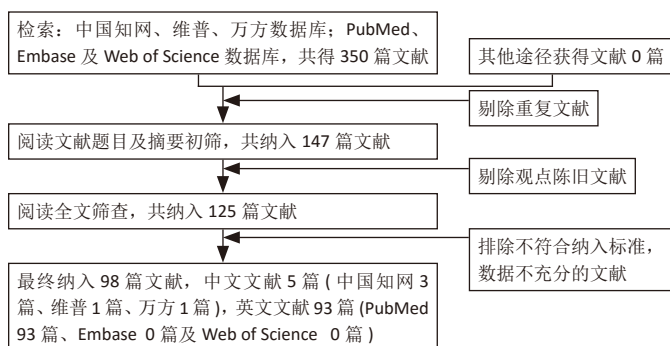 检索：中国知网、维普、万方数据库；PubMed、
Embase 及 Web of Science 数据库，共得 350 篇文献
其他途径获得文献 0 篇
剔除重复文献
阅读文献题目及摘要初筛，共纳入 147 篇文献
剔除观点陈旧文献
阅读全文筛查，共纳入 125 篇文献
排除不符合纳入标准，
数据不充分的文献
最终纳入 98 篇文献，中文文献 5 篇 ( 中国知网 3
篇、维普 1 篇、万方 1 篇 )，英文文献 93 篇 (PubMed
93 篇、Embase 0 篇及 Web of Science 0 篇 )